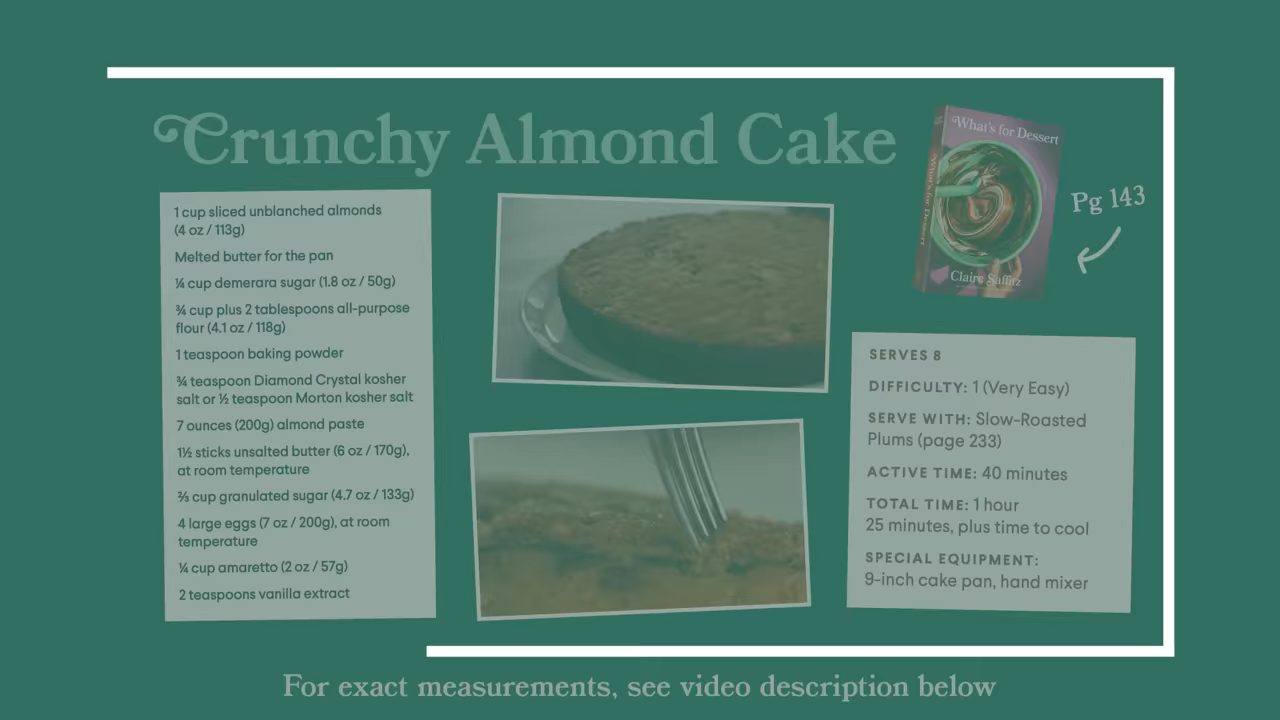 Crunchy Almond Cake
1 cup sliced unblanched almonds
(4 oz / 113g)
Melted butter for the pan
¼ cup demerara sugar (1.8 oz / 50g)
¾ cup plus 2 tablespoons all-purpose
flour (4.1 oz / 118g)
1 teaspoon baking powder
¾ teaspoon Diamond Crystal kosher
salt or ½ teaspoon Morton kosher salt
7 ounces (200g) almond paste
1½ sticks unsalted butter (6 oz / 170g),
at room temperature
⅔ cup granulated sugar (4.7 oz / 133g)
4 large eggs (7 oz / 200g), at room
temperature
¼ cup amaretto (2 oz / 57g)
2 teaspoons vanilla extract
What's for Dessert
What's for Dessert
Claire Saffitz
Pg 143
SERVES 8
DIFFICULTY: 1 (Very Easy)
SERVE WITH: Slow-Roasted
Plums (page 233)
ACTIVE TIME: 40 minutes
TOTAL TIME: 1 hour
25 minutes, plus time to cool
SPECIAL EQUIPMENT:
9-inch cake pan, hand mixer
For exact measurements, see video description below